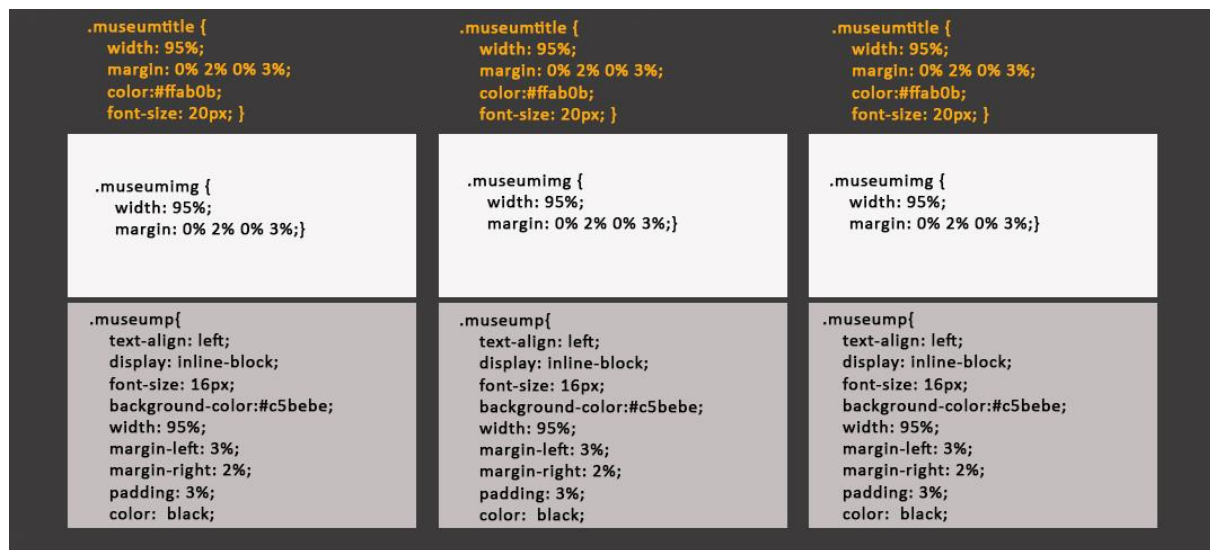 .museumtitle {
width: 95%;
margin: 0% 2% 0% 3%;
color:#ffab0b;
font-size: 20px; }
.museumimg {
width: 95%;
margin: 0% 2% 0% 3%;}
.museump{
text-align: left;
display: inline-block;
font-size: 16px;
background-color:#c5bebe;
width: 95%;
margin-left: 3%;
margin-right: 2%;
padding: 3%;
color:  black;
.museumtitle {
width: 95%;
margin: 0% 2% 0% 3%;
color:#ffab0b;
font-size: 20px; }
.museumimg {
width: 95%;
margin: 0% 2% 0% 3%;}
.museump{
text-align: left;
display: inline-block;
font-size: 16px;
background-color:#c5bebe;
width: 95%;
margin-left: 3%;
margin-right: 2%;
padding: 3%;
color:  black;
.museumtitle {
width: 95%;
margin: 0% 2% 0% 3%;
color:#ffab0b;
font-size: 20px; }
.museumimg {
width: 95%;
margin: 0% 2% 0% 3%;}
.museump{
text-align: left;
display: inline-block;
font-size: 16px;
background-color:#c5bebe;
width: 95%;
margin-left: 3%;
margin-right: 2%;
padding: 3%;
color:  black;